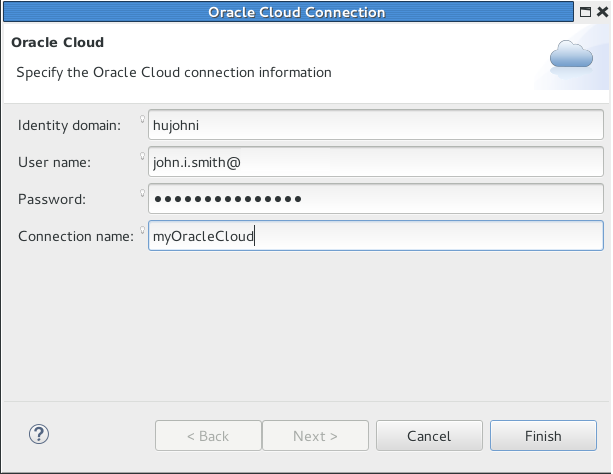 Oracle Cloud Connection
Oracle Cloud
Specify the Oracle Cloud connection information
Identity domain: hujohni
User name: john.i.smith@
Password: •••••••••••••••
Connection name: myOracleCloud
? < Back Next > Cancel Finish